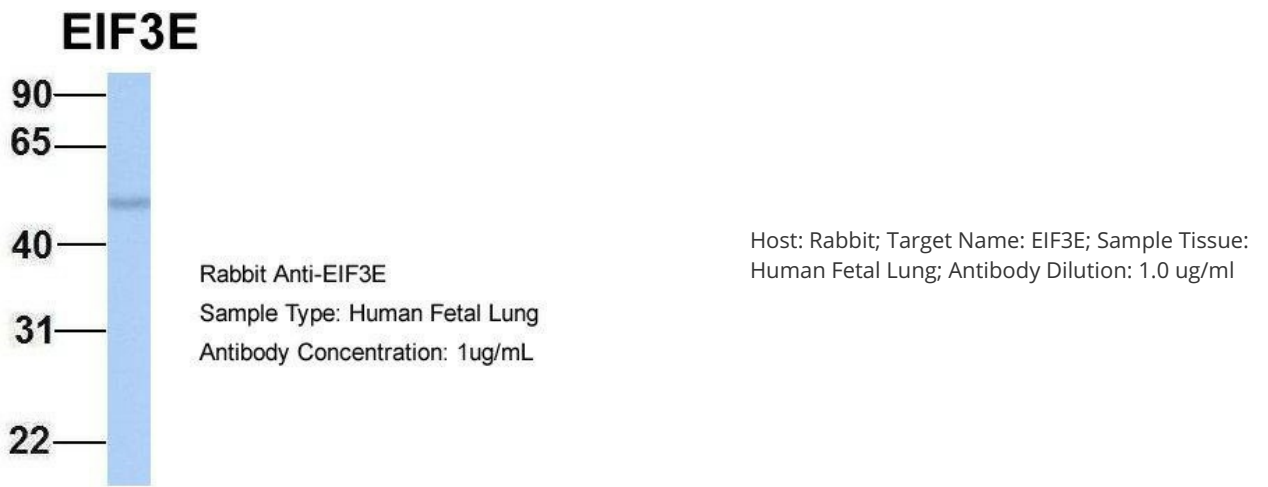 EIF3E
90
65
40
31
22
Rabbit Anti-EIF3E
Sample Type: Human Fetal Lung
Antibody Concentration: 1ug/mL
Host: Rabbit; Target Name: EIF3E; Sample Tissue:
Human Fetal Lung; Antibody Dilution: 1.0 ug/ml